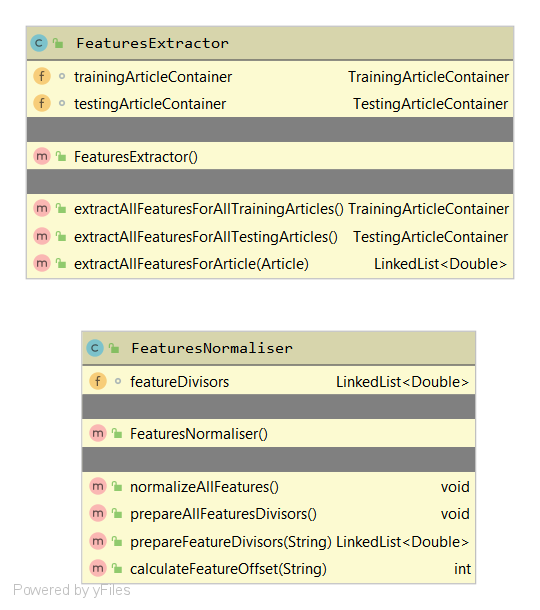 FeaturesExtractor
trainingArticleContainer TrainingArticleContainer
testingArticleContainer TestingArticleContainer
FeaturesExtractor()
extractAllFeaturesForAllTrainingArticles() TrainingArticleContainer
extractAllFeaturesForAllTestingArticles() TestingArticleContainer
extractAllFeaturesForArticle(Article) LinkedList<Double>
FeaturesNormaliser
featureDivisors LinkedList<Double>
FeaturesNormaliser()
normalizeAllFeatures() void
prepareAllFeaturesDivisors() void
prepareFeatureDivisors(String) LinkedList<Double>
calculateFeatureOffset(String) int
Powered by yFiles